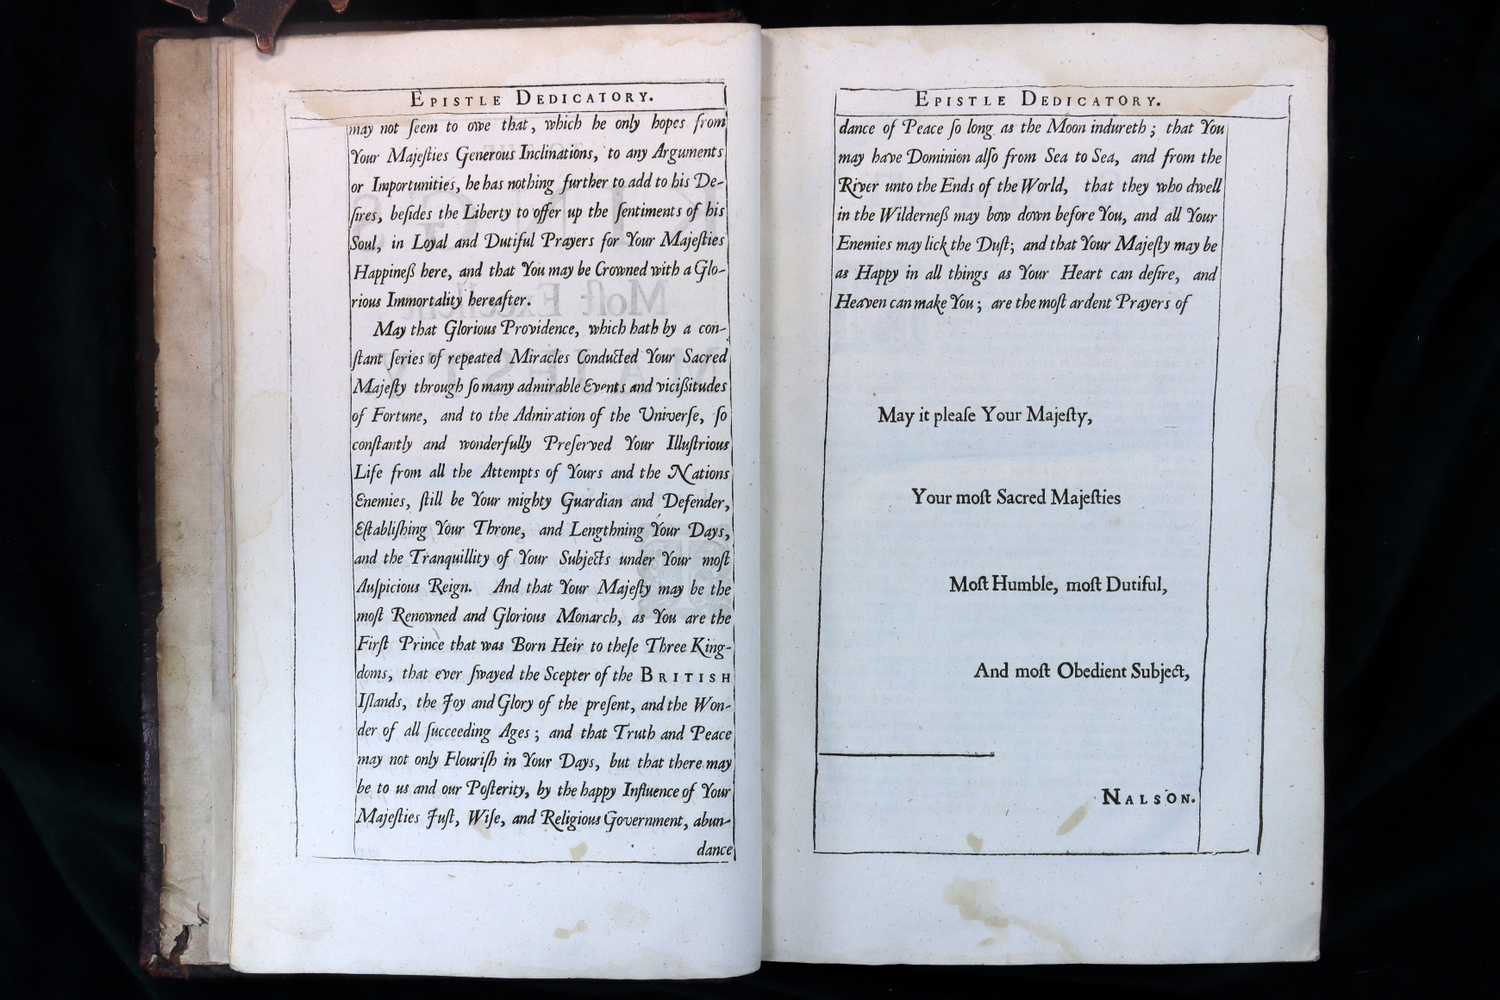 EPISTLE DEDICATORY.
may not ſeem to owe that, which he only hopes from
Your Majeſties Generous Inclinations, to any Arguments
or Importunities, he has nothing further to add to his De-
ſires, beſides the Liberty to offer up the ſentiments of his
Soul, in Loyal and Dutiful Prayers for Your Majeſties
Happineß here, and that You may be Crowned with a Glo-
rious Immortality hereafter.
May that Glorious Providence, which hath by a con-
ſtant ſeries of repeated Miracles Conducted Your Sacred
Majeſty through ſo many admirable Events and viciſſitudes
of Fortune, and to the Admiration of the Univerſe, ſo
conſtantly and wonderfully Preſerved Your Illuſtrious
Life from all the Attempts of Yours and the Nations
Enemies, ſtill be Your mighty Guardian and Defender,
Eſtabliſhing Your Throne, and Lengthning Your Days,
and the Tranquillity of Your Subjects under Your moſt
Auſpicious Reign. And that Your Majeſty may be the
moſt Renowned and Glorious Monarch, as You are the
Firſt Prince that was Born Heir to theſe Three King-
doms, that ever ſwayed the Scepter of the BRITISH
Iſlands, the Joy and Glory of the preſent, and the Won-
der of all ſucceeding Ages; and that Truth and Peace
may not only Flouriſh in Your Days, but that there may
be to us and our Poſterity, by the happy Influence of Your
Majeſties Juſt, Wiſe, and Religious Government, abun-
dance
EPISTLE DEDICATORY.
dance of Peace ſo long as the Moon indureth; that You
may have Dominion alſo from Sea to Sea, and from the
River unto the Ends of the World, that they who dwell
in the Wilderneß may bow down before You, and all Your
Enemies may lick the Duſt; and that Your Majeſty may be
as Happy in all things as Your Heart can deſire, and
Heaven can make You; are the moſt ardent Prayers of
May it pleaſe Your Majeſty,
Your moſt Sacred Majeſties
Moſt Humble, moſt Dutiful,
And moſt Obedient Subject,
NALSON.